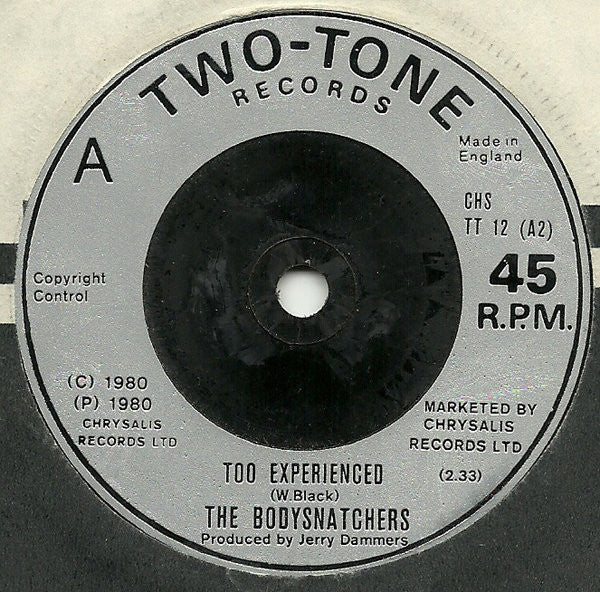 TWO-TONE
RECORDS
A
Made in
England
CHS
TT 12 (A2)
45
R.P.M.
Copyright
Control
(C) 1980
(P) 1980
CHRYSALIS
RECORDS LTD
MARKETED BY
CHRYSALIS
RECORDS LTD
(2.33)
TOO EXPERIENCED
(W.Black)
THE BODYSNATCHERS
Produced by Jerry Dammers